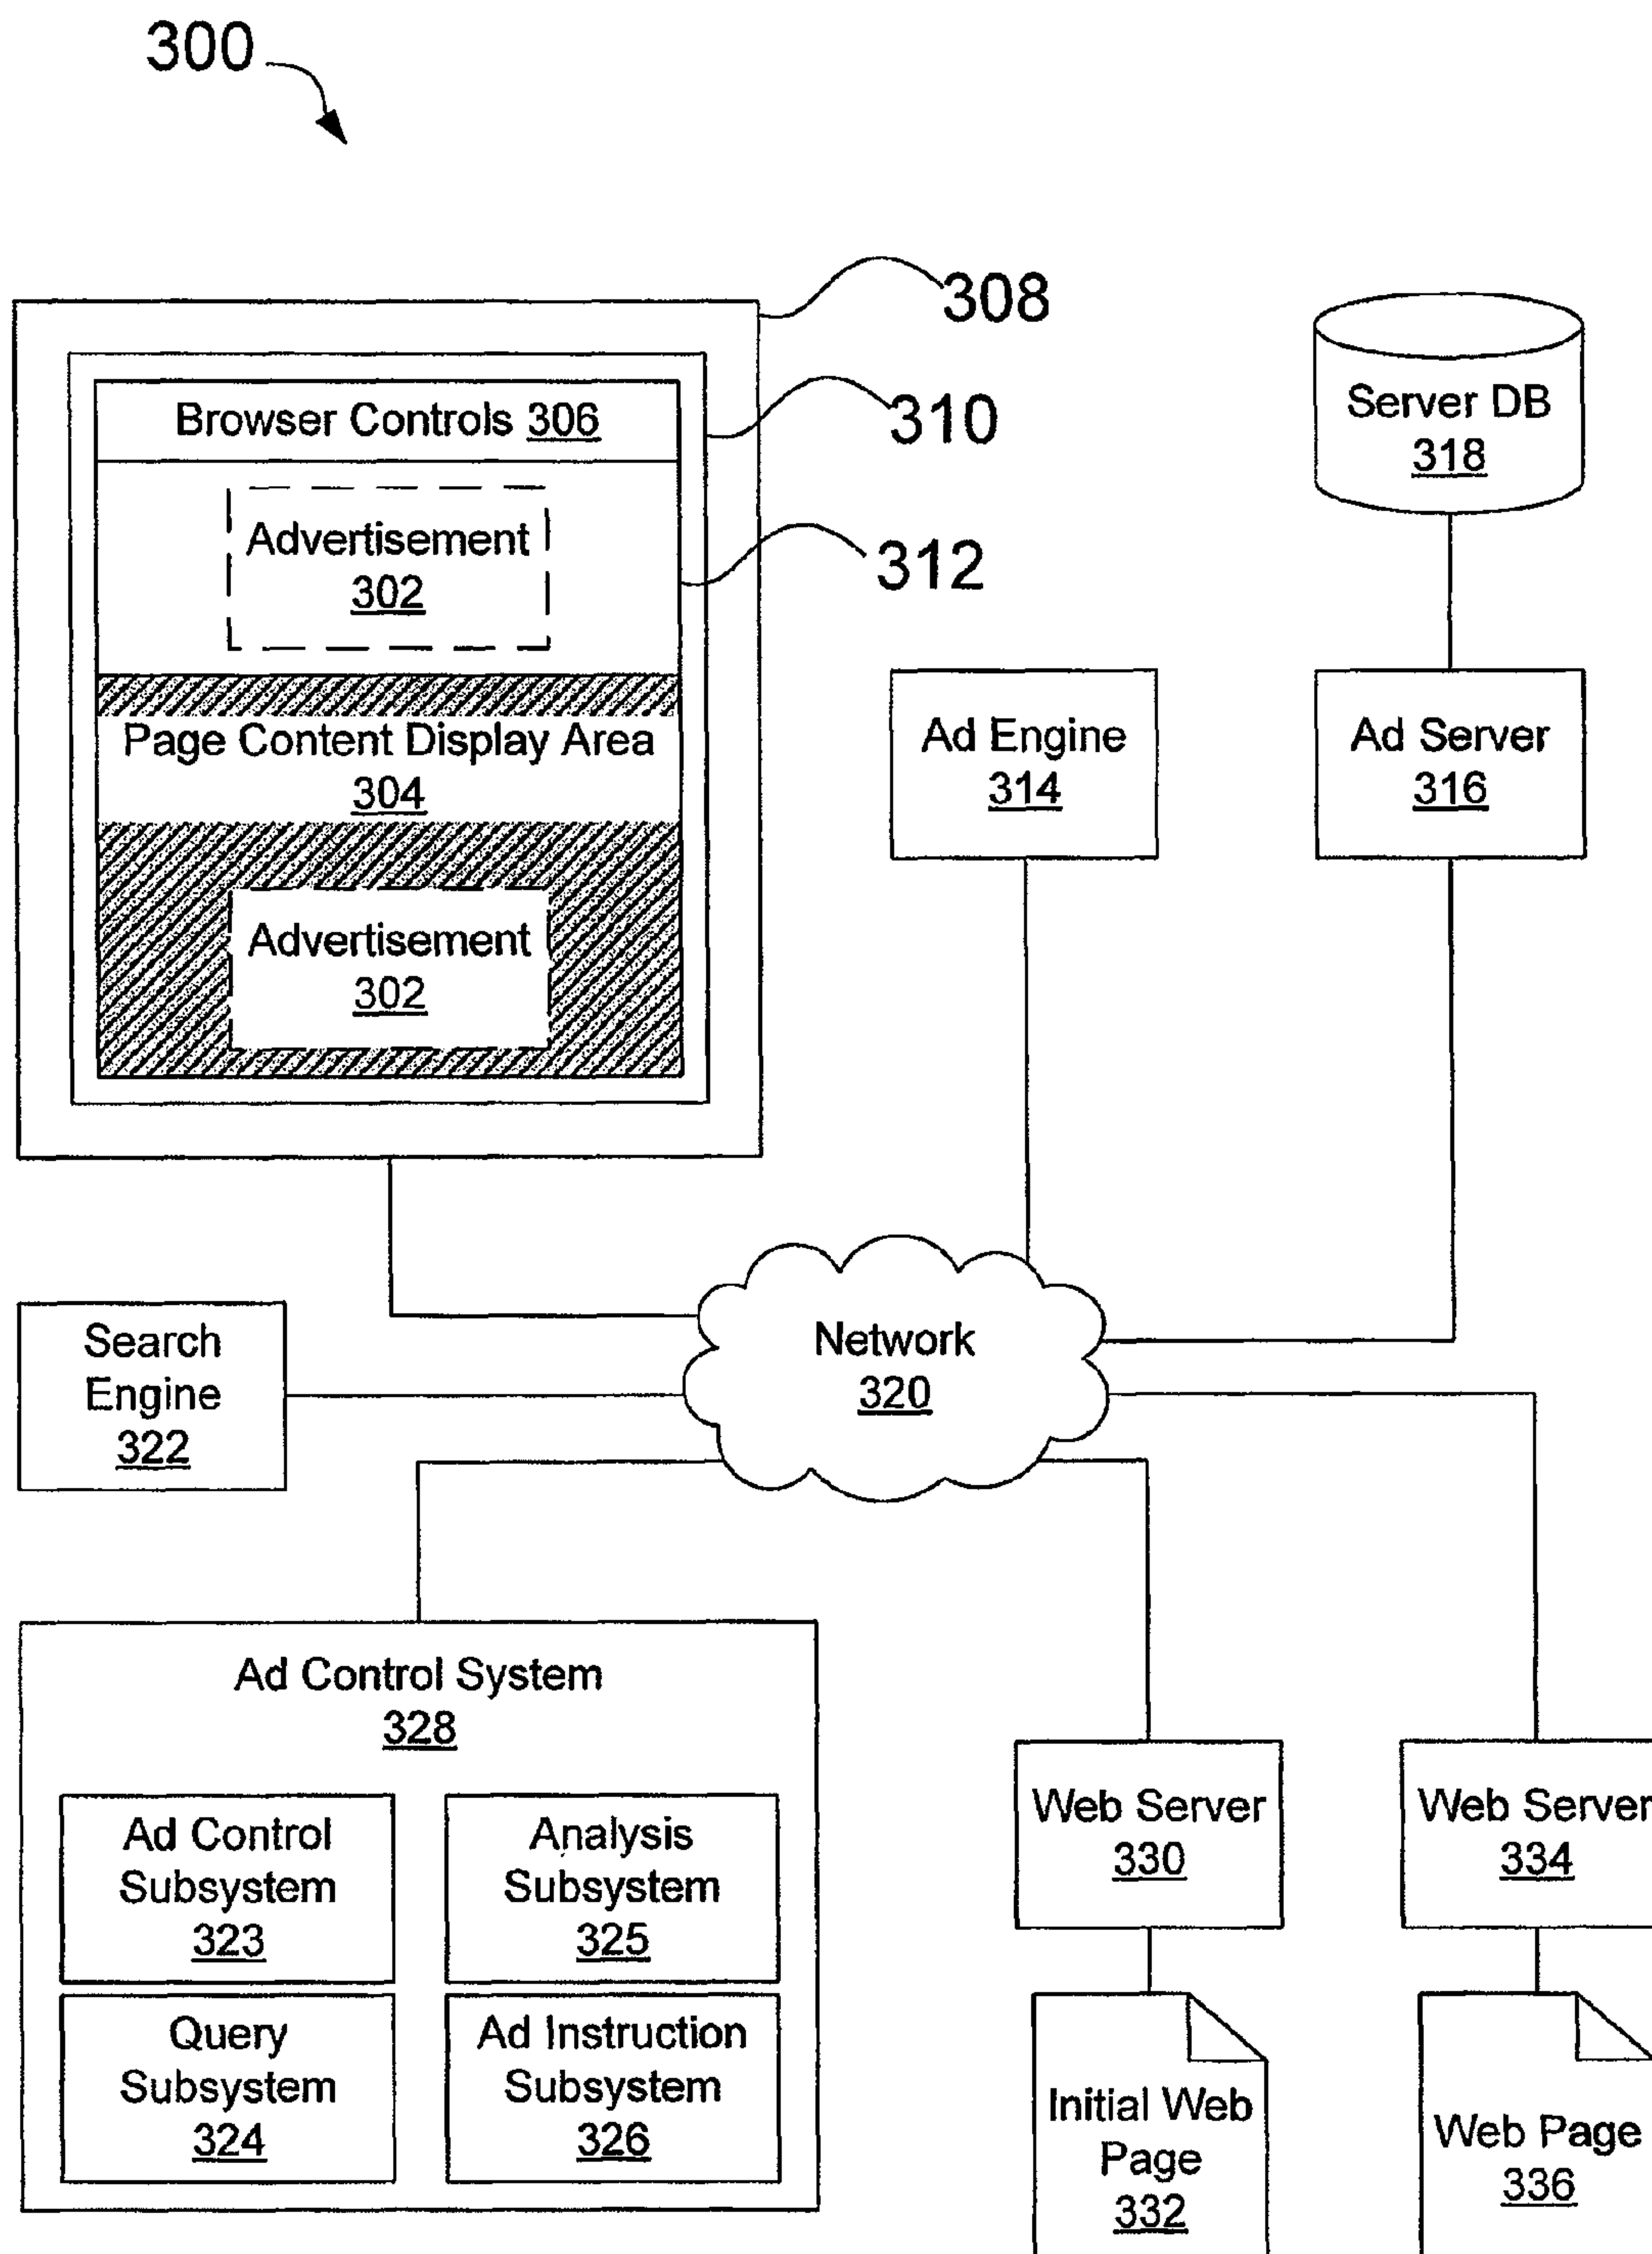 300
308
Browser Controls 306
310
Server DB
318
Advertisement
302
312
Page Content Display Area
304
Ad Engine
314
Ad Server
316
Advertisement
302
Search
Engine
322
Network
320
Ad Control System
328
Ad Control
Subsystem
323
Analysis
Subsystem
325
Query
Subsystem
324
Ad Instruction
Subsystem
326
Web Server
330
Web Server
334
Initial Web
Page
332
Web Page
336